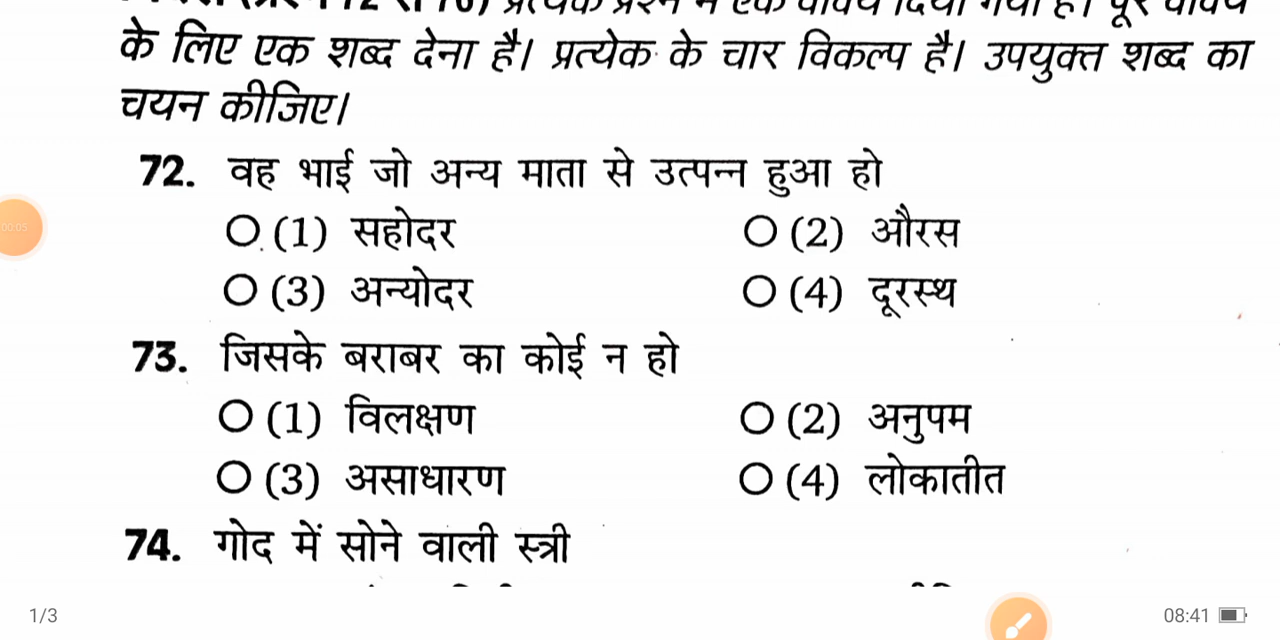 के लिए एक शब्द देना है। प्रत्येक के चार विकल्प है। उपयुक्त शब्द का
चयन कीजिए।
72. वह भाई जो अन्य माता से उत्पन्न हुआ हो
(1) सहोदर (2) औरस
(3) अन्योदर (4) दूरस्थ
73. जिसके बराबर का कोई न हो
(1) विलक्षण (2) अनुपम
(3) असाधारण (4) लोकातीत
74. गोद में सोने वाली स्त्री
00:05
1/3 08:41